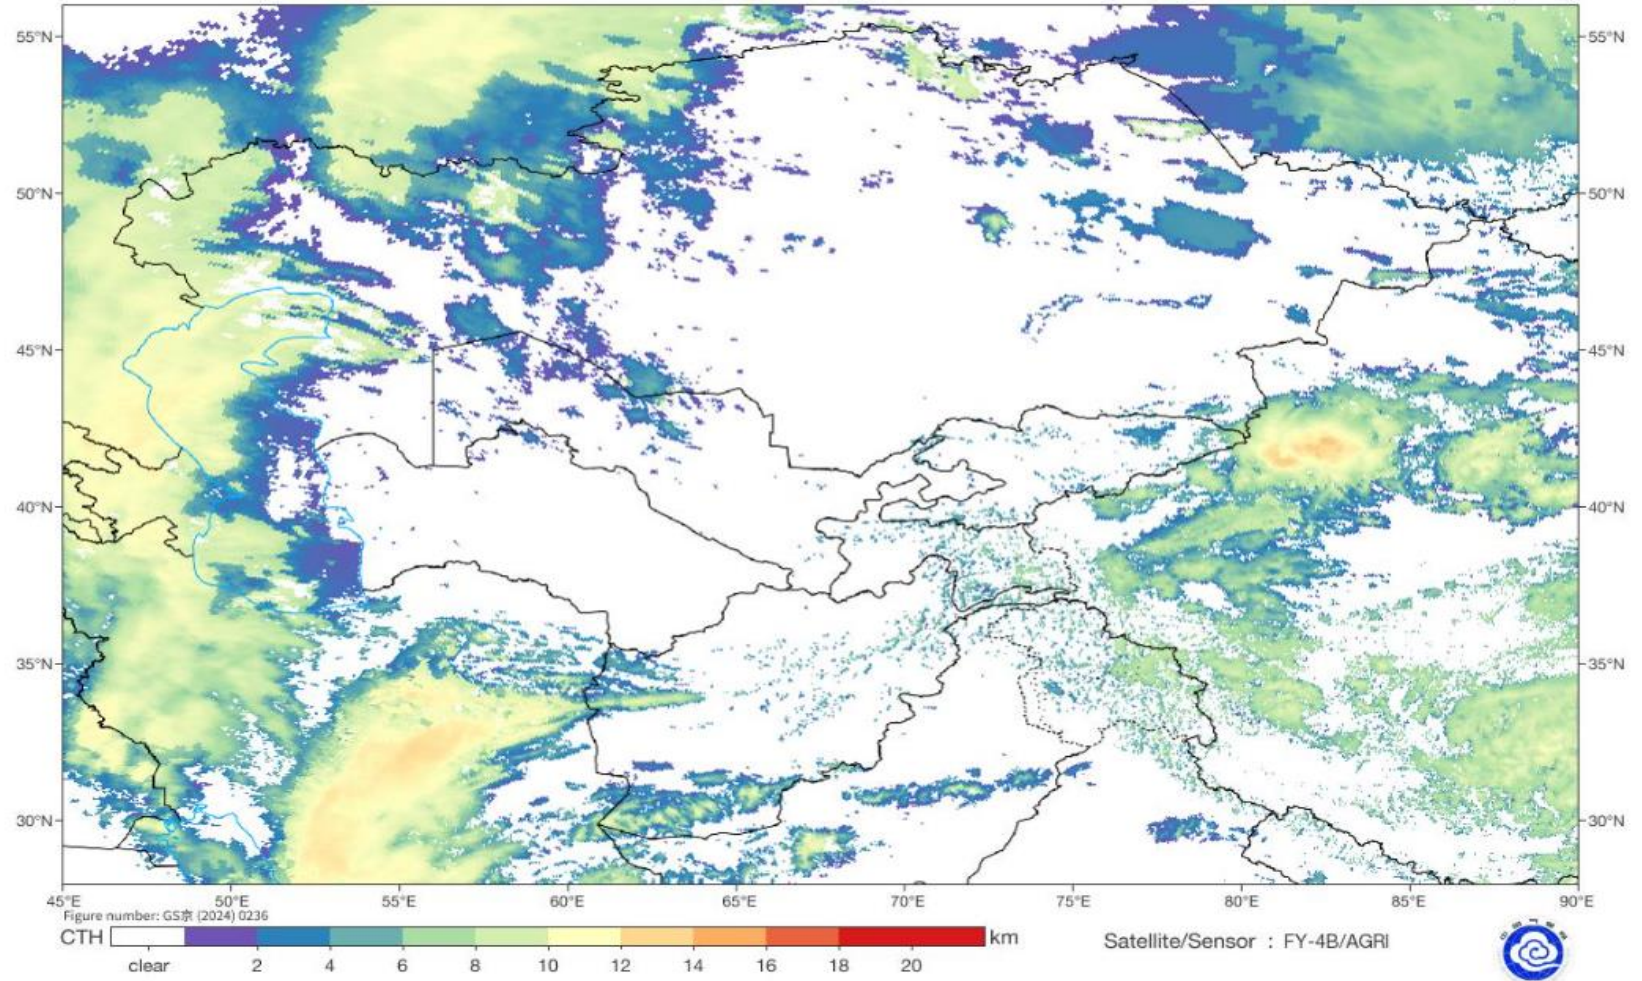 55°N 55°N
50°N 50°N
45°N 45°N
40°N 40°N
35°N 35°N
30°N 30°N
45°E 50°E 55°E 60°E 65°E 70°E 75°E 80°E 85°E 90°E
Figure number: GS京 (2024) 0236
CTH km Satellite/Sensor : FY-4B/AGRI
clear 2 4 6 8 10 12 14 16 18 20